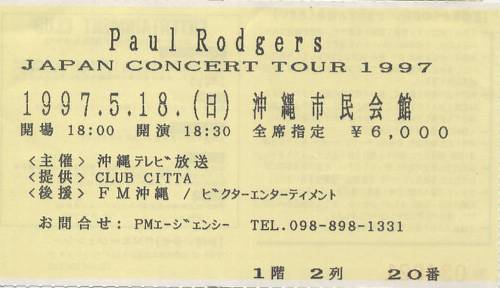 Paul Rodgers
JAPAN CONCERT TOUR 1997
1997.5.18.(日) 沖縄市民会館
開場 18:00 開演 18:30 全席指定 ¥6,000
<主催> 沖縄テレビ放送
<提供> CLUB CITTA
<後援> FM沖縄 / ビクターエンターティメント
お問合せ: PMエージェンシー TEL.098-898-1331
1階 2列 20番